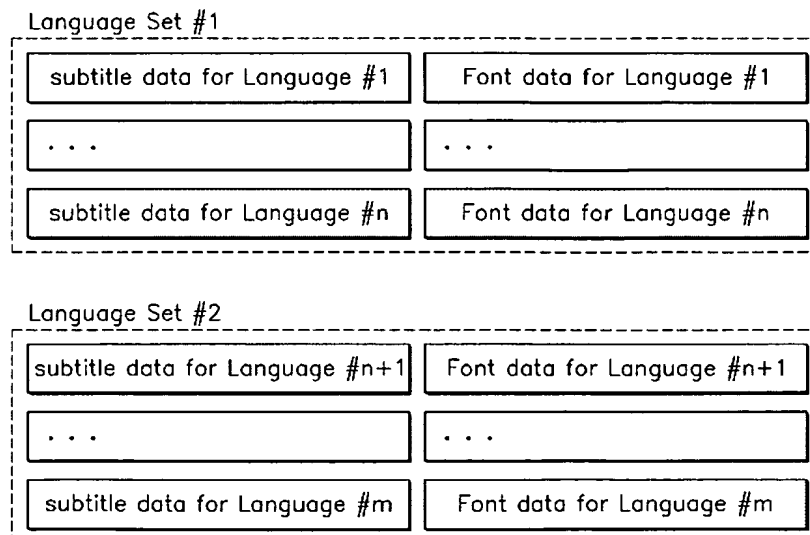 Language Set #1
subtitle data for Language #1 Font data for Language #1
. . . . . .
subtitle data for Language #n Font data for Language #n
Language Set #2
subtitle data for Language #n+1 Font data for Language #n+1
. . . . . .
subtitle data for Language #m Font data for Language #m